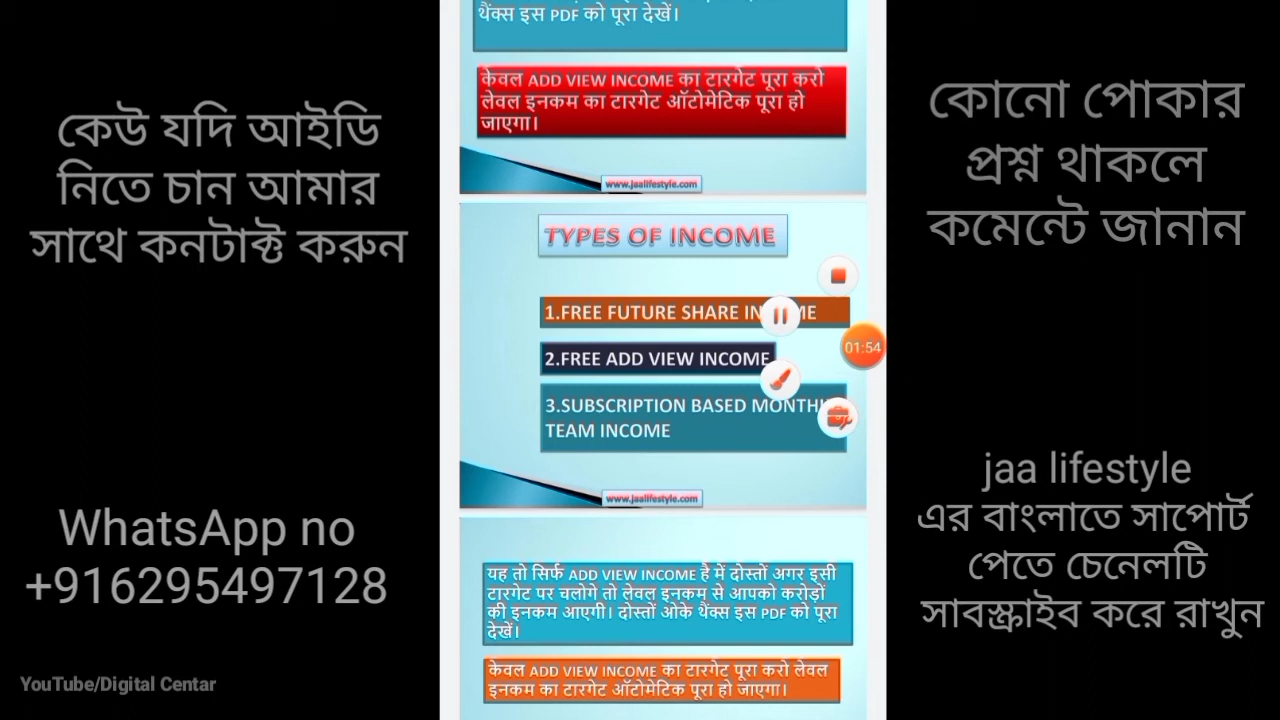 কেউ যদি আইডি
নিতে চান আমার
সাথে কনটাক্ট করুন
WhatsApp no
+916295497128
YouTube/Digital Centar
थैंक्स इस PDF को पूरा देखें।
केवल ADD VIEW INCOME का टारगेट पूरा करो
लेवल इनकम का टारगेट ऑटोमेटिक पूरा हो
जाएगा।
www.jaalifestyle.com
TYPES OF INCOME
1.FREE FUTURE SHARE
2.FREE ADD VIEW INCOME
01:54
3.SUBSCRIPTION BASED
TEAM INCOME
www.jaalifestyle.com
यह तो सिर्फ ADD VIEW INCOME है में दोस्तों अगर इसी
टारगेट पर चलोगे तो लेवल इनकम से आपको करोड़ों
की इनकम आएगी। दोस्तों ओके थैंक्स इस PDF को पूरा
देखें।
केवल ADD VIEW INCOME का टारगेट पूरा करो लेवल
इनकम का टारगेट ऑटोमेटिक पूरा हो जाएगा।
কোনো পোকার
প্রশ্ন থাকলে
কমেন্টে জানান
jaa lifestyle
এর বাংলাতে সাপোর্ট
পেতে চেনেলটি
সাবস্ক্রাইব করে রাখুন